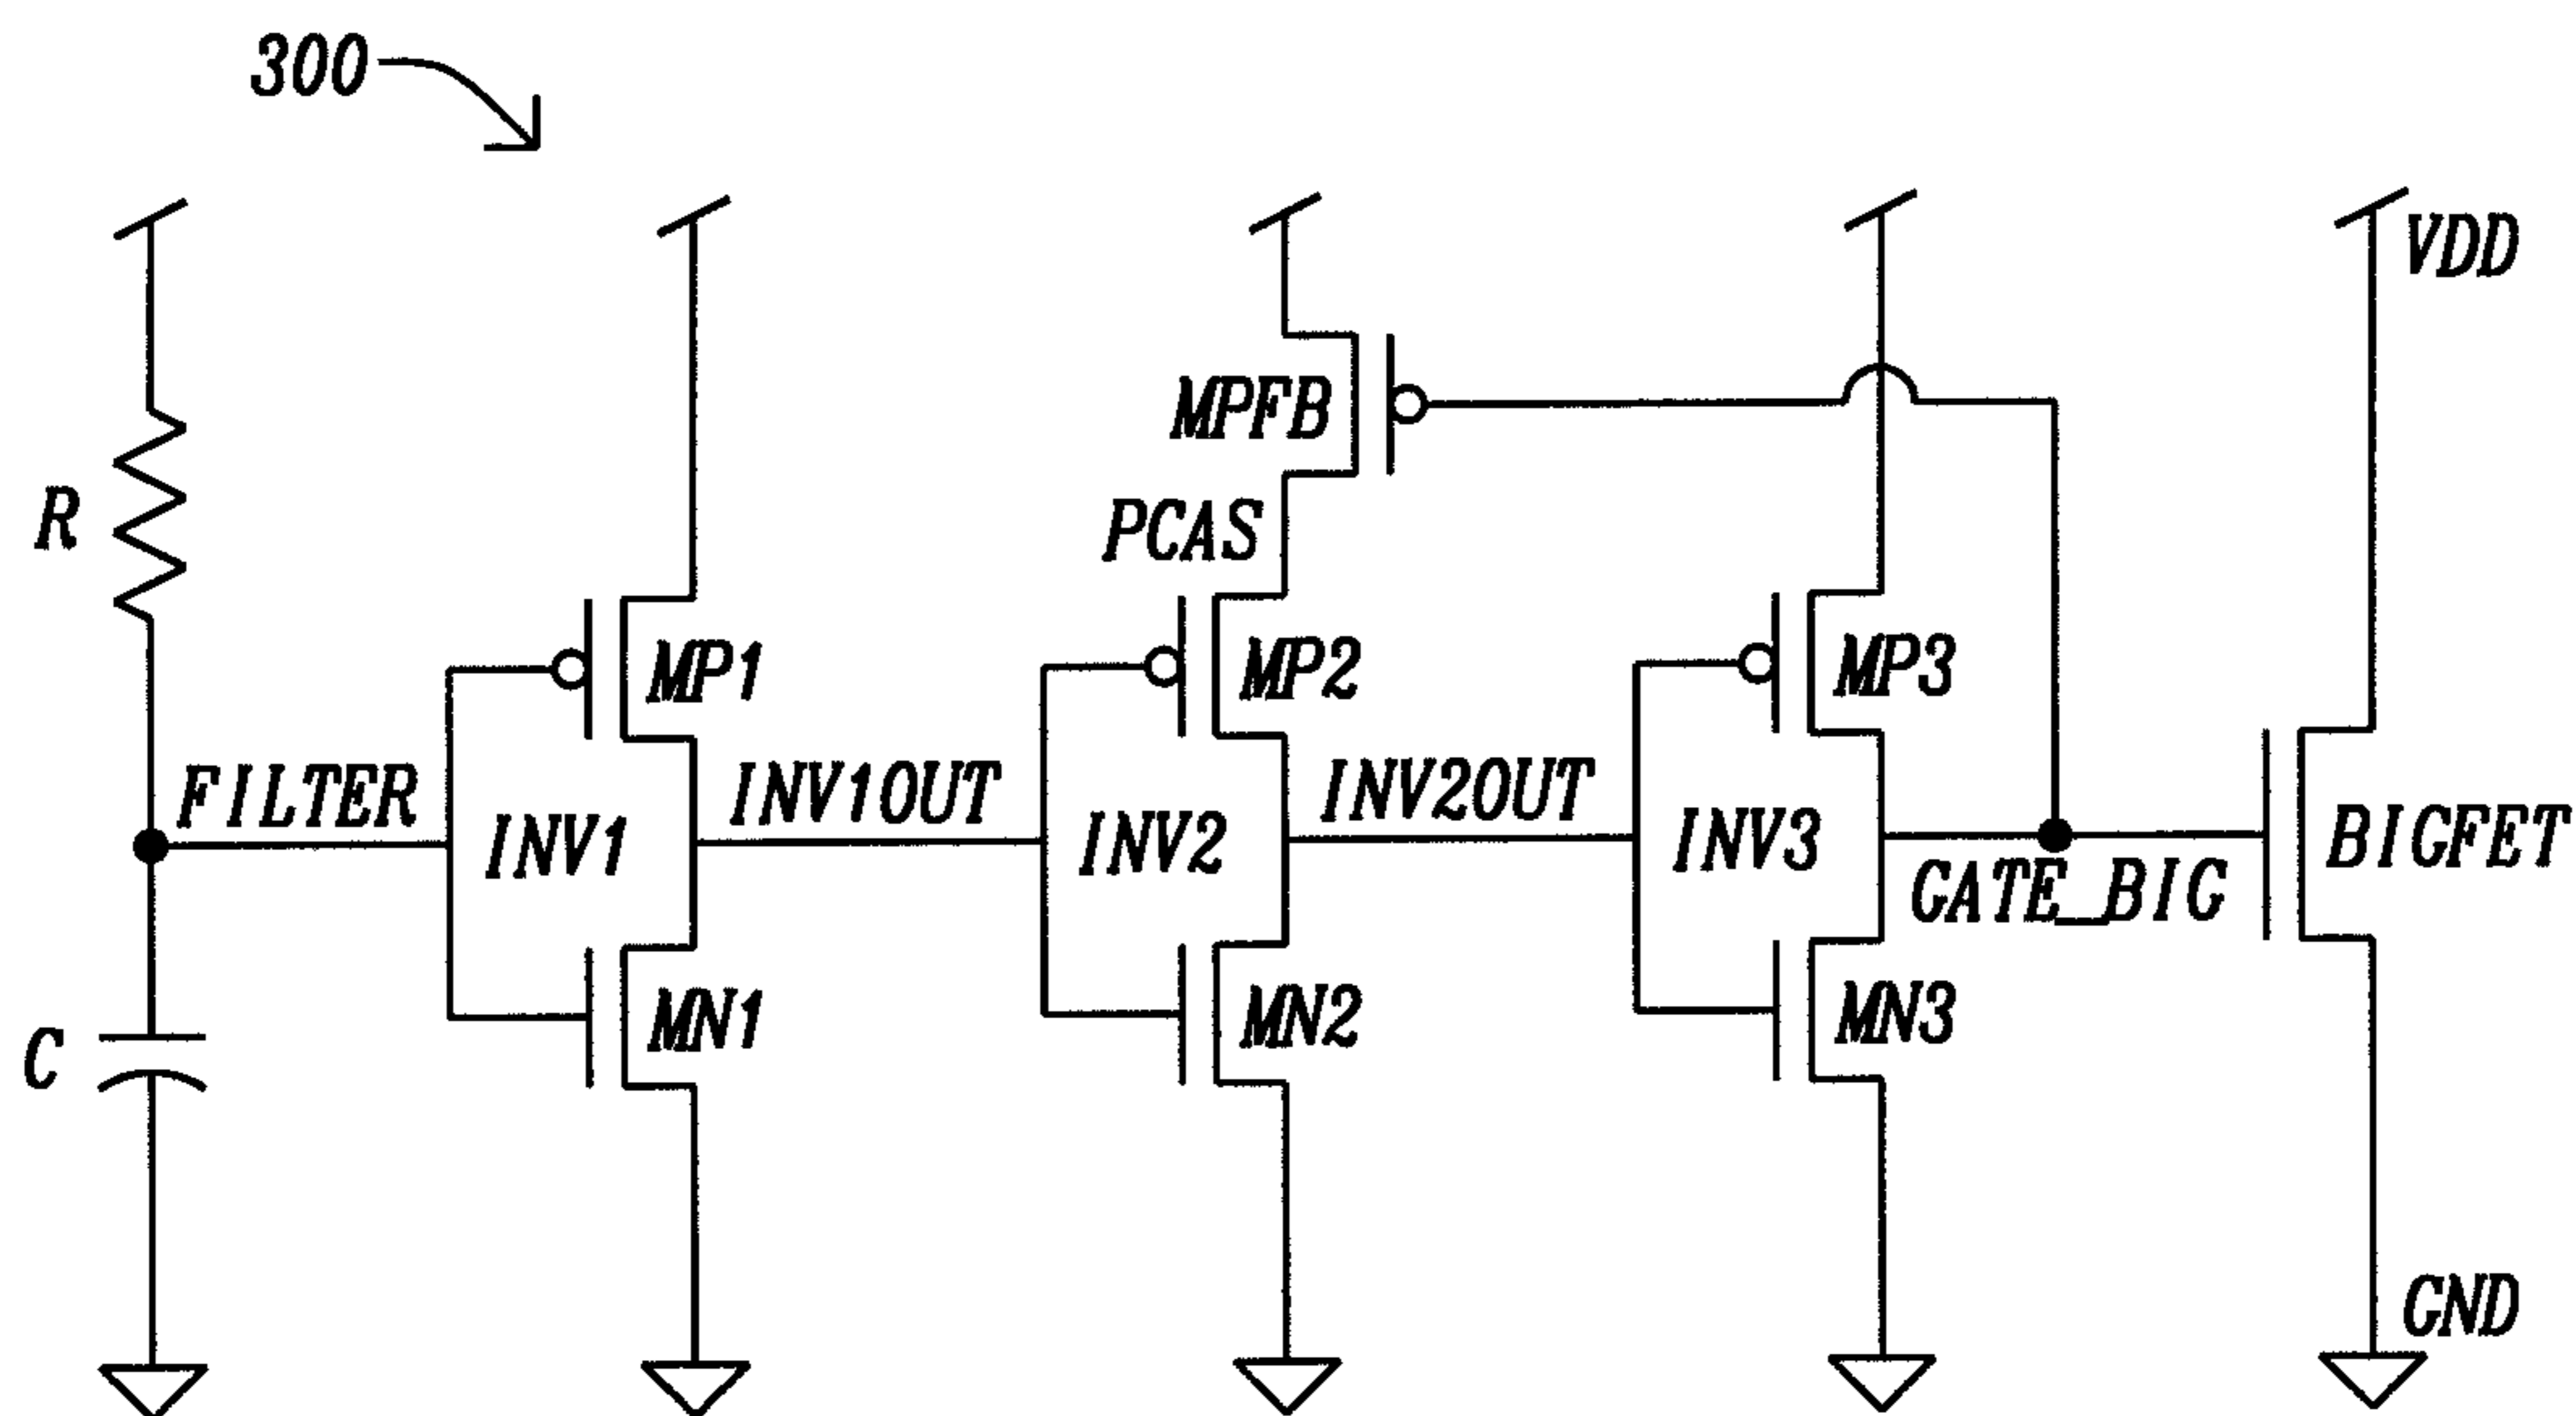 300
VDD
MPFB
R
PCAS
MP1
MP2
MP3
FILTER
INV1
INV1OUT
INV2
INV2OUT
INV3
GATE_BIG
BIGFET
C
MN1
MN2
MN3
GND